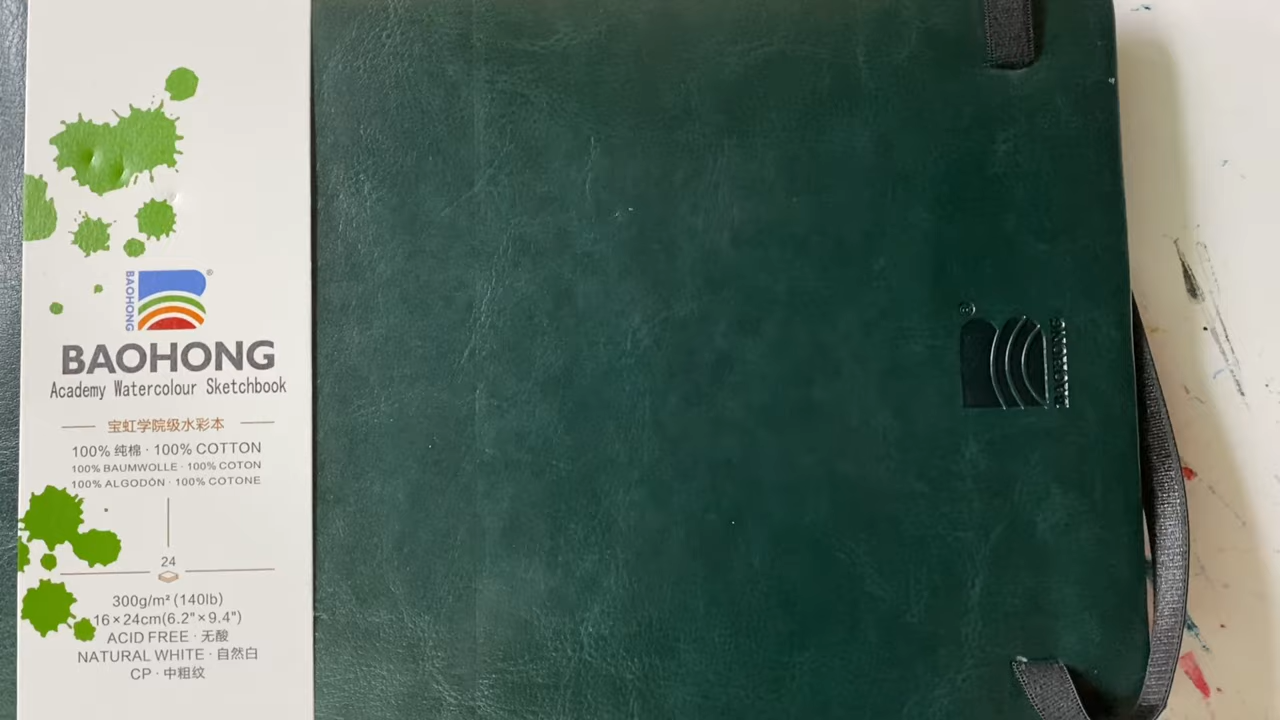 BAOHONG
®
BAOHONG
Academy Watercolour Sketchbook
宝虹学院级水彩本
100% 纯棉 · 100% COTTON
100% BAUMWOLLE · 100% COTON
100% ALGODÓN · 100% COTONE
24
300g/m² (140lb)
16×24cm(6.2"×9.4")
ACID FREE · 无酸
NATURAL WHITE · 自然白
CP · 中粗纹
®
BAOHONG